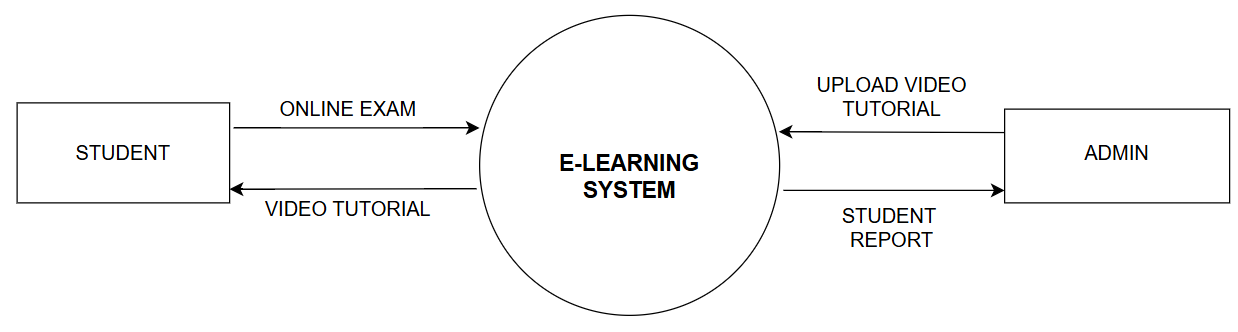 STUDENT
ONLINE EXAM
VIDEO TUTORIAL
E-LEARNING
SYSTEM
UPLOAD VIDEO
TUTORIAL
STUDENT
REPORT
ADMIN